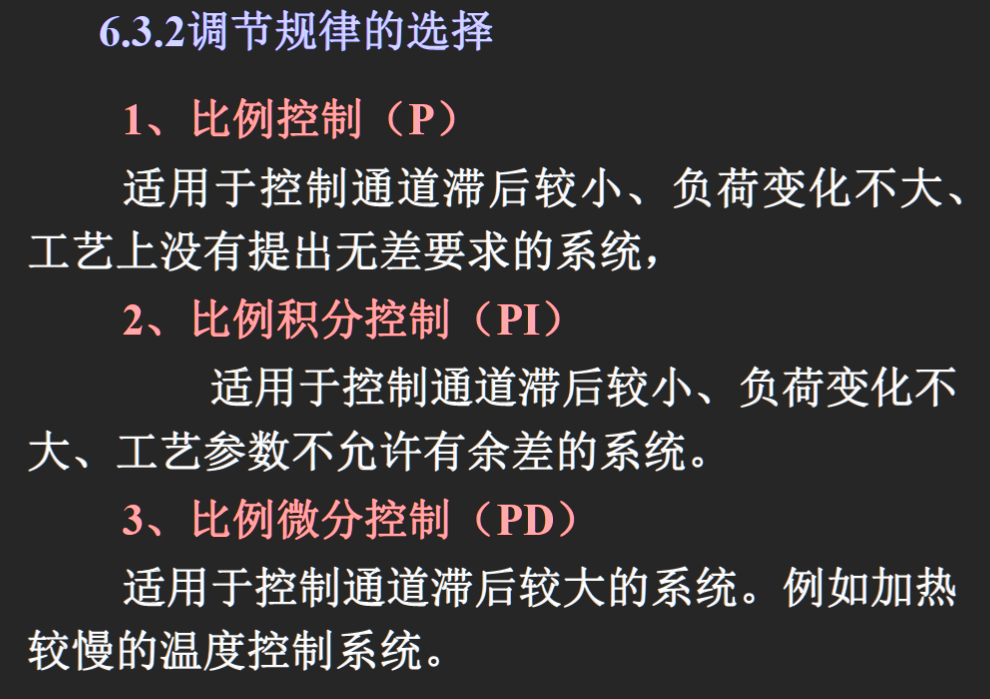 6.3.2调节规律的选择
1、比例控制（P）
适用于控制通道滞后较小、负荷变化不大、
工艺上没有提出无差要求的系统，
2、比例积分控制（PI）
适用于控制通道滞后较小、负荷变化不
大、工艺参数不允许有余差的系统。
3、比例微分控制（PD）
适用于控制通道滞后较大的系统。例如加热
较慢的温度控制系统。